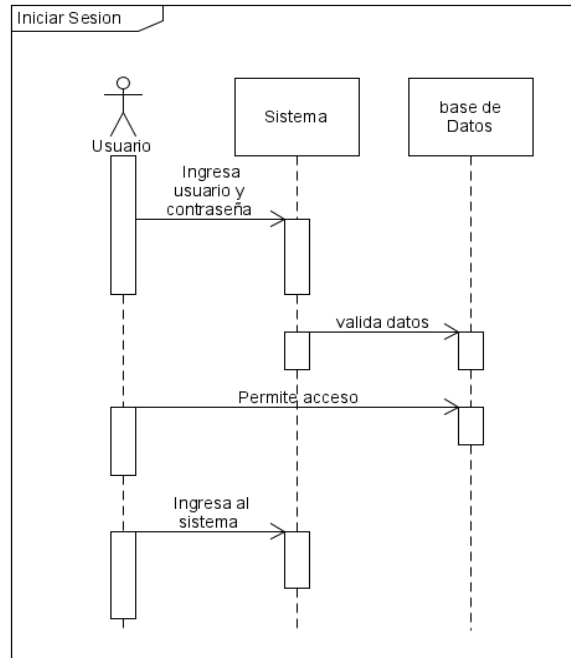 Iniciar Sesion
Usuario
Sistema
base de
Datos
Ingresa
usuario y
contraseña
valida datos
Permite acceso
Ingresa al
sistema